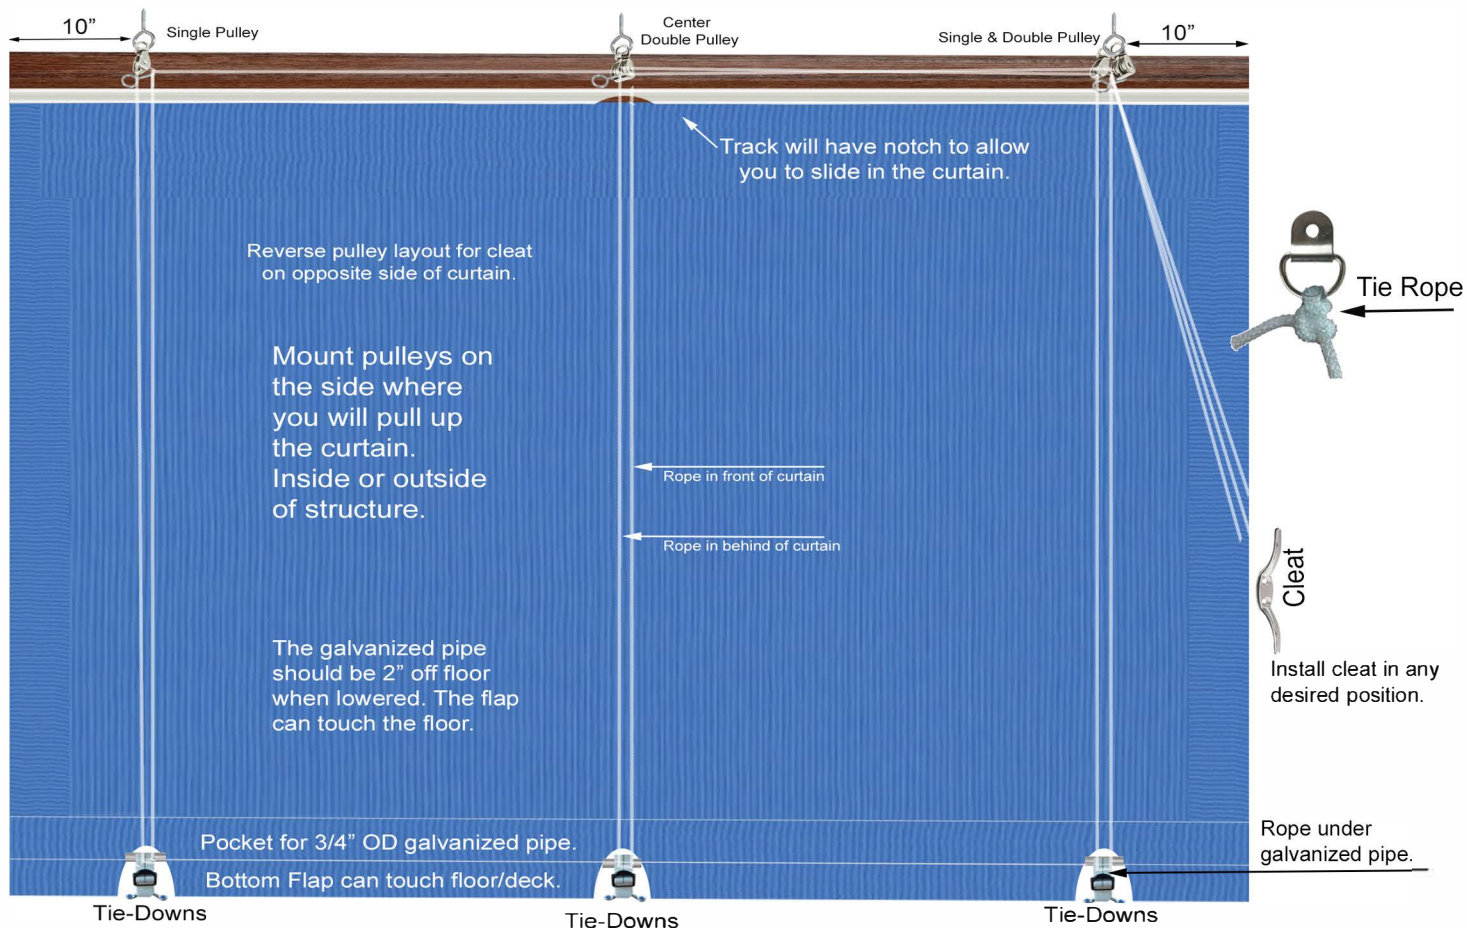 10”
Single Pulley
Center
Double Pulley
Single & Double Pulley
10”
Track will have notch to allow
you to slide in the curtain.
Reverse pulley layout for cleat
on opposite side of curtain.
Tie Rope
Mount pulleys on
the side where
you will pull up
the curtain.
Inside or outside
of structure.
Rope in front of curtain
Rope in behind of curtain
Cleat
The galvanized pipe
should be 2” off floor
when lowered. The flap
can touch the floor.
Install cleat in any
desired position.
Pocket for 3/4” OD galvanized pipe.
Bottom Flap can touch floor/deck.
Rope under
galvanized pipe.
Tie-Downs
Tie-Downs
Tie-Downs